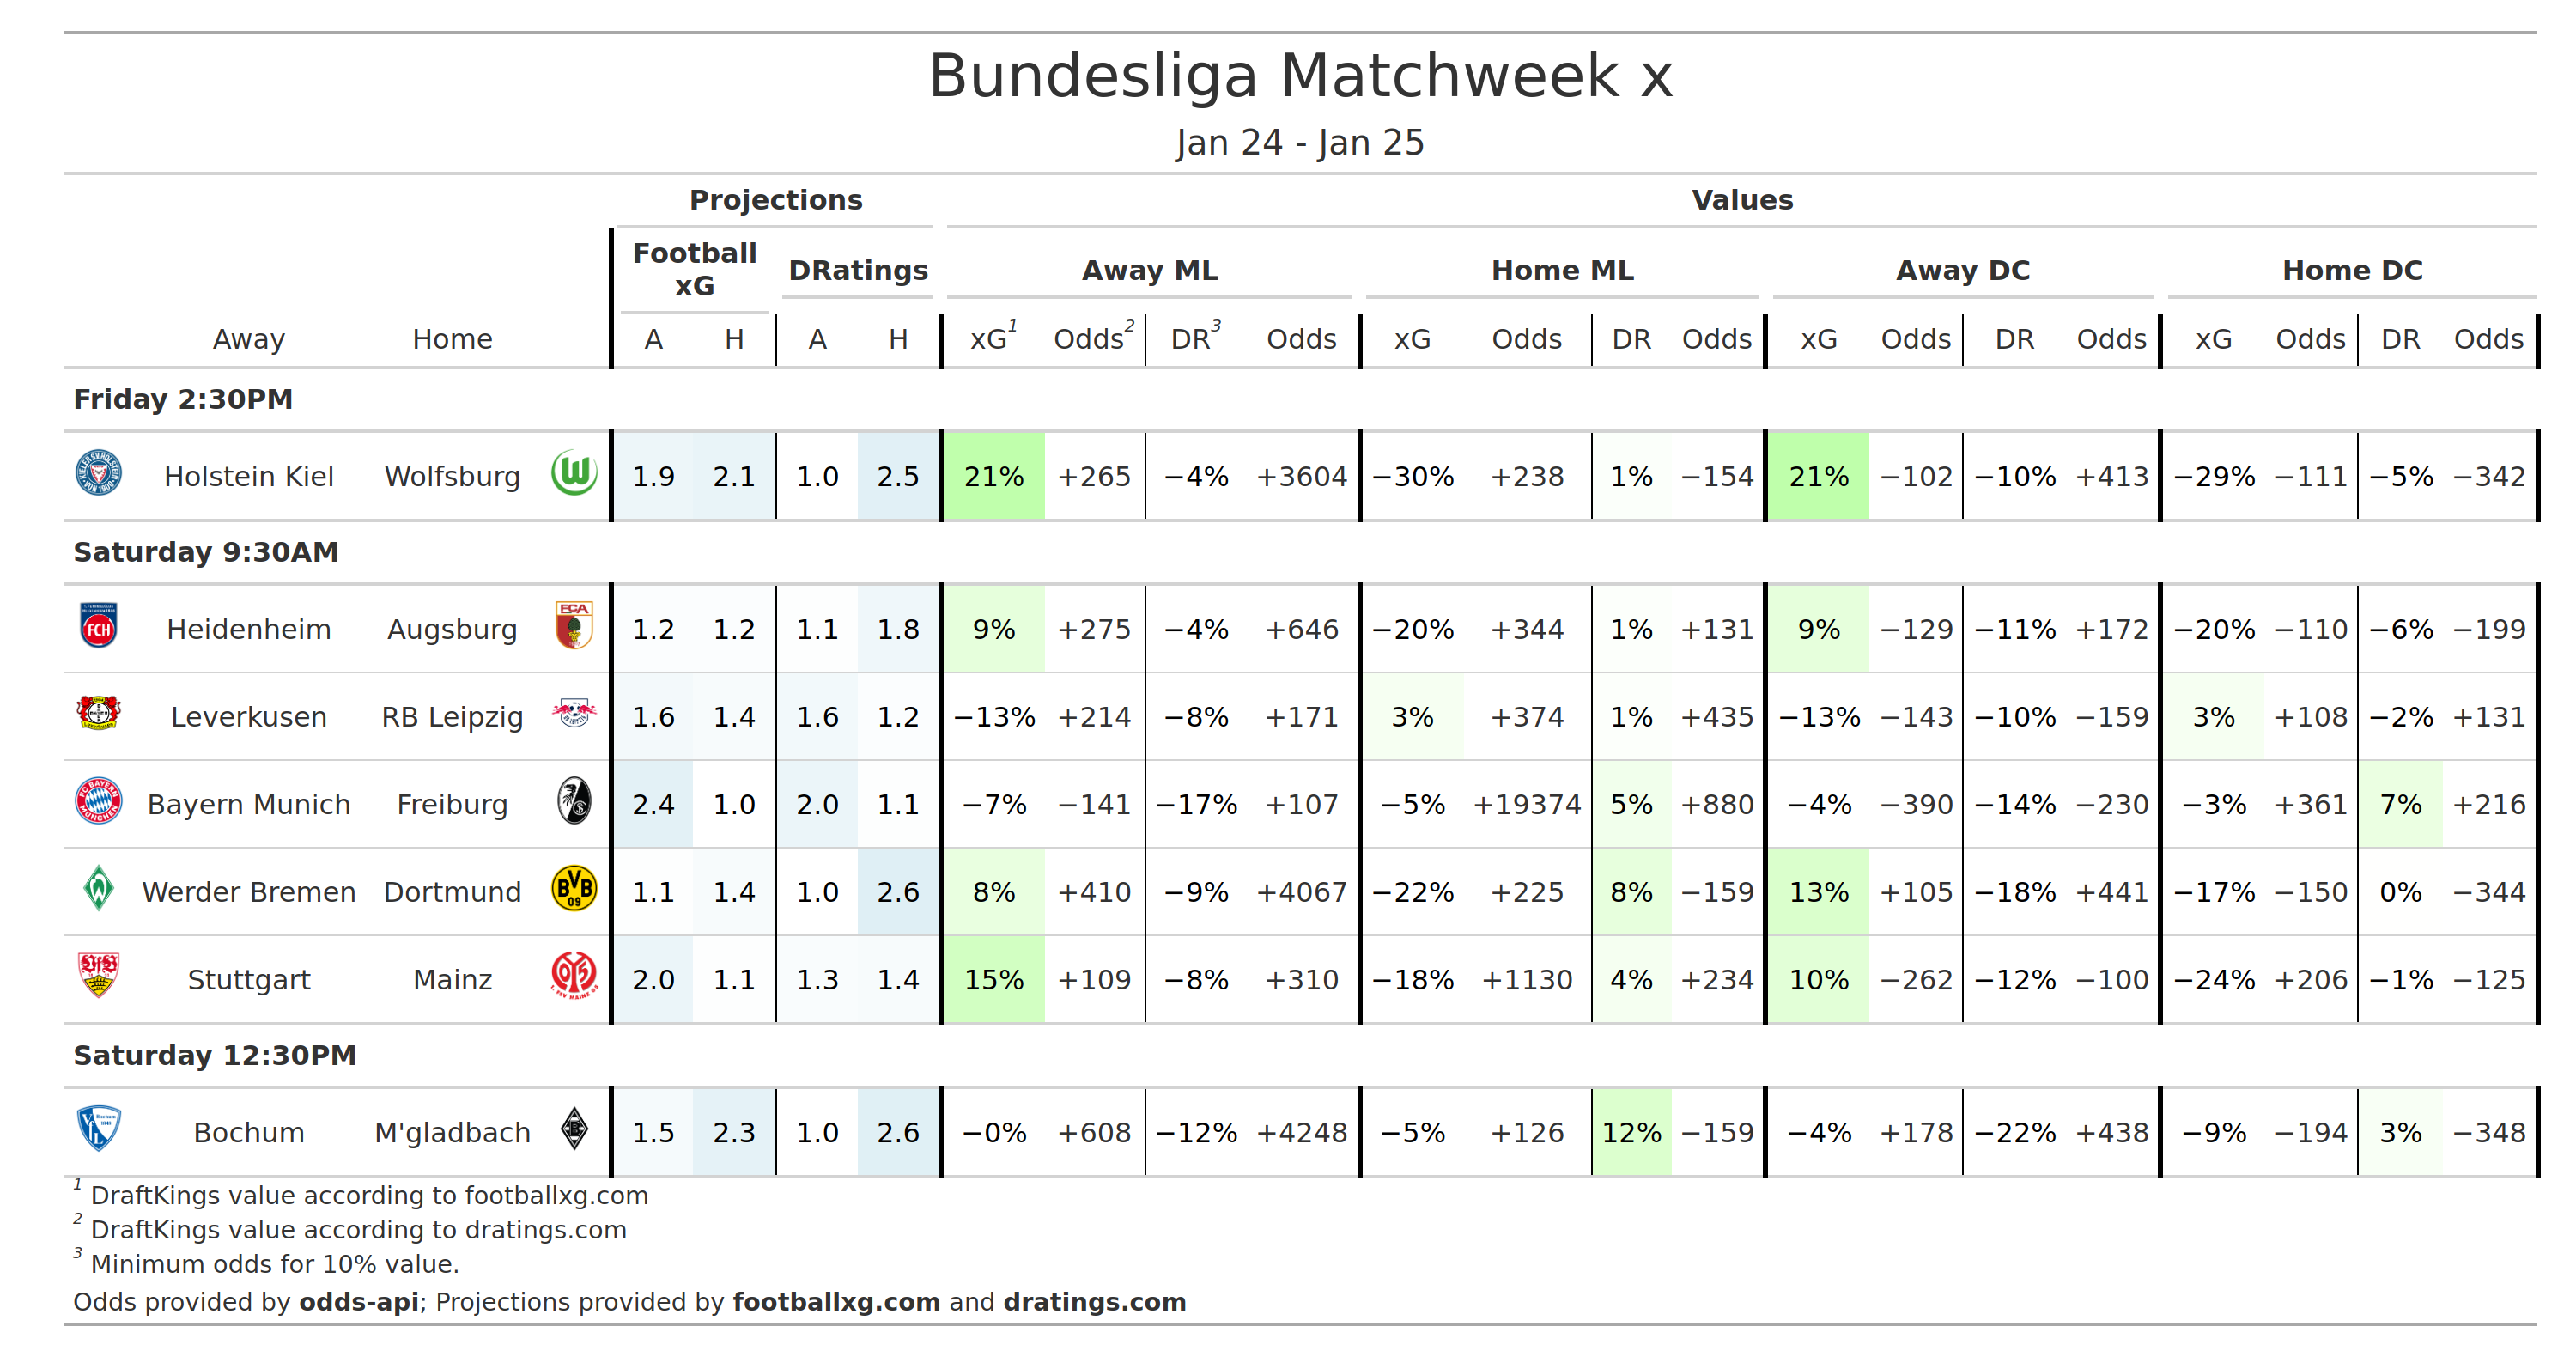 Bundesliga Matchweek x
Jan 24 - Jan 25
Projections Values
Football xG DRatings Away ML Home ML Away DC Home DC
Away Home A H A H xG1 Odds2 DR3 Odds xG Odds DR Odds xG Odds DR Odds xG Odds DR Odds
Friday 2:30PM
Holstein Kiel Wolfsburg 1.9 2.1 1.0 2.5 21% +265 −4% +3604 −30% +238 1% −154 21% −102 −10% +413 −29% −111 −5% −342
Saturday 9:30AM
Heidenheim Augsburg 1.2 1.2 1.1 1.8 9% +275 −4% +646 −20% +344 1% +131 9% −129 −11% +172 −20% −110 −6% −199
Leverkusen RB Leipzig 1.6 1.4 1.6 1.2 −13% +214 −8% +171 3% +374 1% +435 −13% −143 −10% −159 3% +108 −2% +131
Bayern Munich Freiburg 2.4 1.0 2.0 1.1 −7% −141 −17% +107 −5% +19374 5% +880 −4% −390 −14% −230 −3% +361 7% +216
Werder Bremen Dortmund 1.1 1.4 1.0 2.6 8% +410 −9% +4067 −22% +225 8% −159 13% +105 −18% +441 −17% −150 0% −344
Stuttgart Mainz 2.0 1.1 1.3 1.4 15% +109 −8% +310 −18% +1130 4% +234 10% −262 −12% −100 −24% +206 −1% −125
Saturday 12:30PM
Bochum M'gladbach 1.5 2.3 1.0 2.6 −0% +608 −12% +4248 −5% +126 12% −159 −4% +178 −22% +438 −9% −194 3% −348
1 DraftKings value according to footballxg.com
2 DraftKings value according to dratings.com
3 Minimum odds for 10% value.
Odds provided by odds-api; Projections provided by footballxg.com and dratings.com